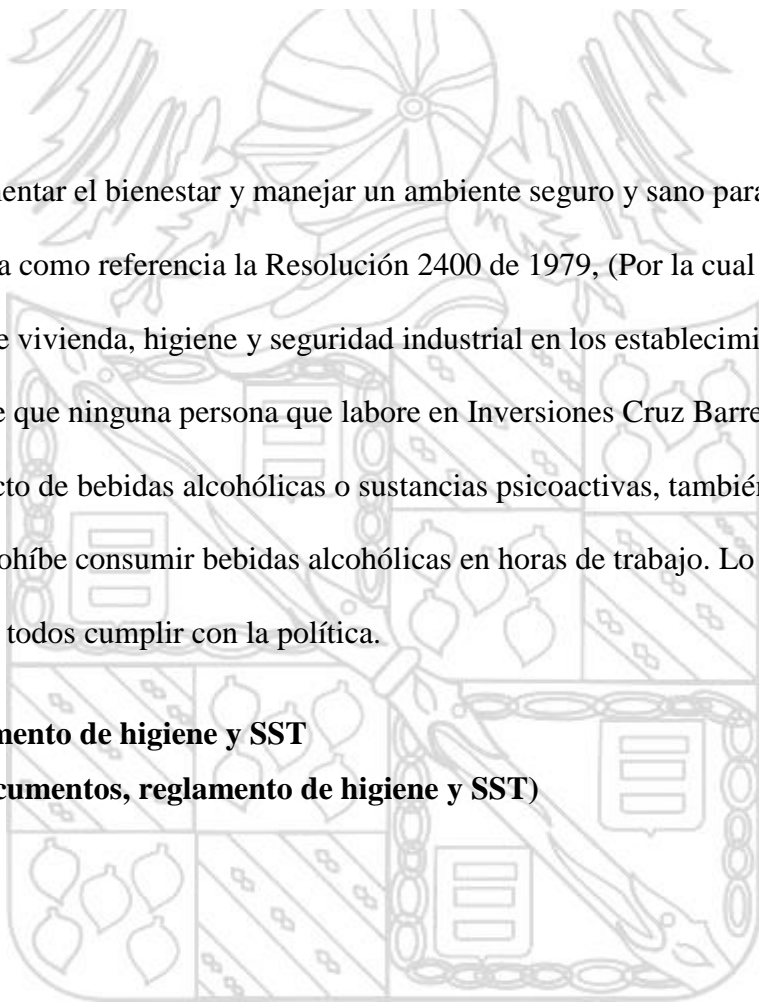 mentar el bienestar y manejar un ambiente seguro y sano para
a como referencia la Resolución 2400 de 1979, (Por la cual
e vivienda, higiene y seguridad industrial en los establecimi
e que ninguna persona que labore en Inversiones Cruz Barre
cto de bebidas alcohólicas o sustancias psicoactivas, también
ohíbe consumir bebidas alcohólicas en horas de trabajo. Lo
todos cumplir con la política.
mento de higiene y SST
cumentos, reglamento de higiene y SST)